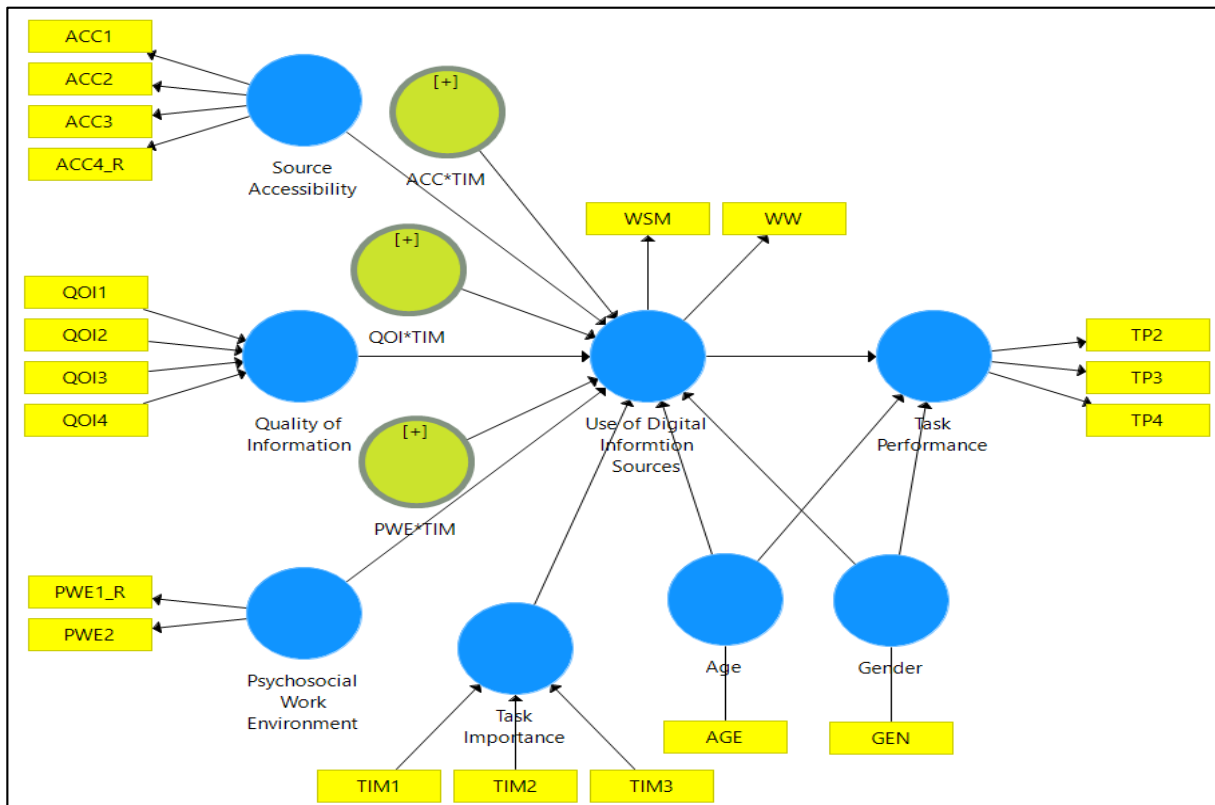 ACC1
ACC2
ACC3
ACC4_R
Source
Accessibility
[+]
ACC*TIM
WSM
WW
QOI1
QOI2
QOI3
QOI4
Quality of
Information
[+]
QOI*TIM
Use of Digital
Informtion
Sources
Task
Performance
TP2
TP3
TP4
[+]
PWE*TIM
PWE1_R
PWE2
Psychosocial
Work
Environment
Task
Importance
Age
Gender
TIM1
TIM2
TIM3
AGE
GEN